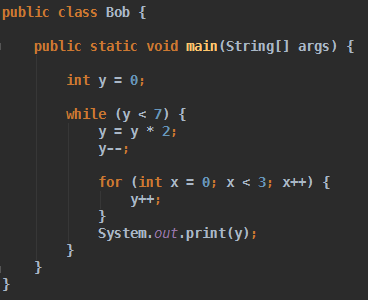 public class Bob {
public static void main(String[] args) {
int y = 0;
while (y < 7) {
y = y * 2;
y--;
for (int x = 0; x < 3; x++) {
y++;
}
System.out.print(y);
}
}
}